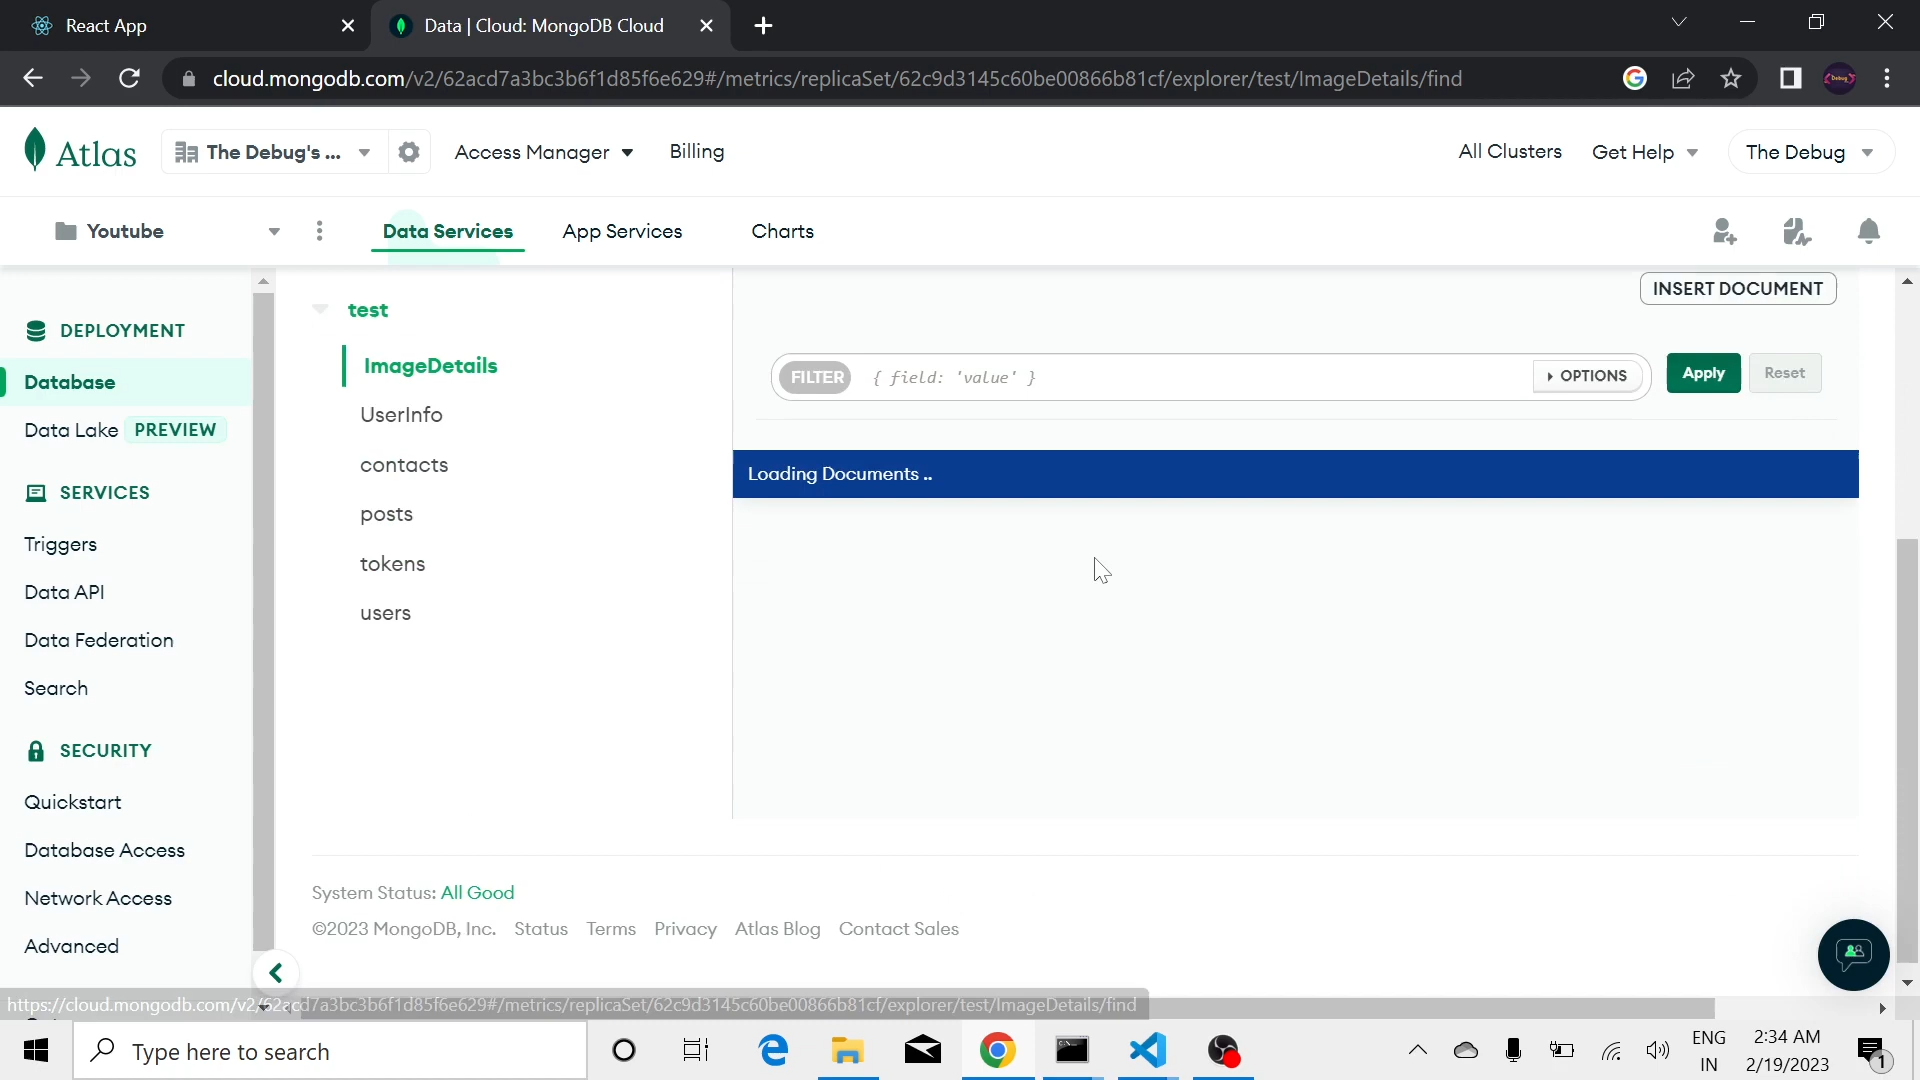 React App
Data | Cloud: MongoDB Cloud
cloud.mongodb.com/v2/62acd7a3bc3b6f1d85f6e629#/metrics/replicaSet/62c9d3145c60be00866b81cf/explorer/test/ImageDetails/find
<Debug>
Atlas
The Debug's ...
Access Manager
Billing
All Clusters
Get Help
The Debug
Youtube
Data Services
App Services
Charts
DEPLOYMENT
Database
Data Lake PREVIEW
SERVICES
Triggers
Data API
Data Federation
Search
SECURITY
Quickstart
Database Access
Network Access
Advanced
test
ImageDetails
UserInfo
contacts
posts
tokens
users
INSERT DOCUMENT
FILTER { field: 'value' }
OPTIONS
Apply
Reset
Loading Documents ..
System Status: All Good
©2023 MongoDB, Inc. Status Terms Privacy Atlas Blog Contact Sales
https://cloud.mongodb.com/v2/62acd7a3bc3b6f1d85f6e629#/metrics/replicaSet/62c9d3145c60be00866b81cf/explorer/test/ImageDetails/find
Type here to search
ENG
IN
2:34 AM
2/19/2023
1